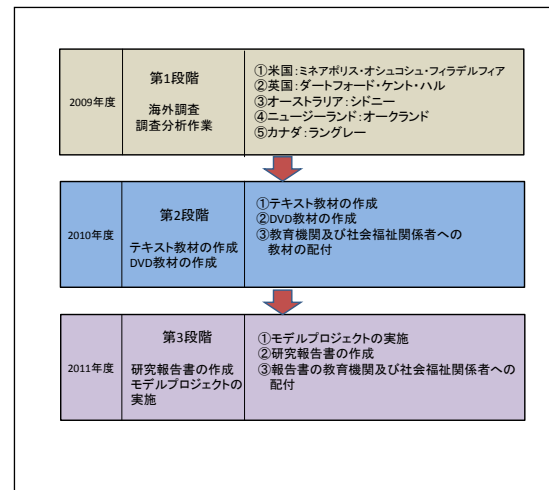 2009年度
第1段階
海外調査
調査分析作業
①米国：ミネアポリス・オシュコシュ・フィラデルフィア
②英国：ダートフォード・ケント・ハル
③オーストラリア：シドニー
④ニュージーランド：オークランド
⑤カナダ：ラングレー
2010年度
第2段階
テキスト教材の作成
DVD教材の作成
①テキスト教材の作成
②DVD教材の作成
③教育機関及び社会福祉関係者への
教材の配付
2011年度
第3段階
研究報告書の作成
モデルプロジェクトの
実施
①モデルプロジェクトの実施
②研究報告書の作成
③報告書の教育機関及び社会福祉関係者への
配付